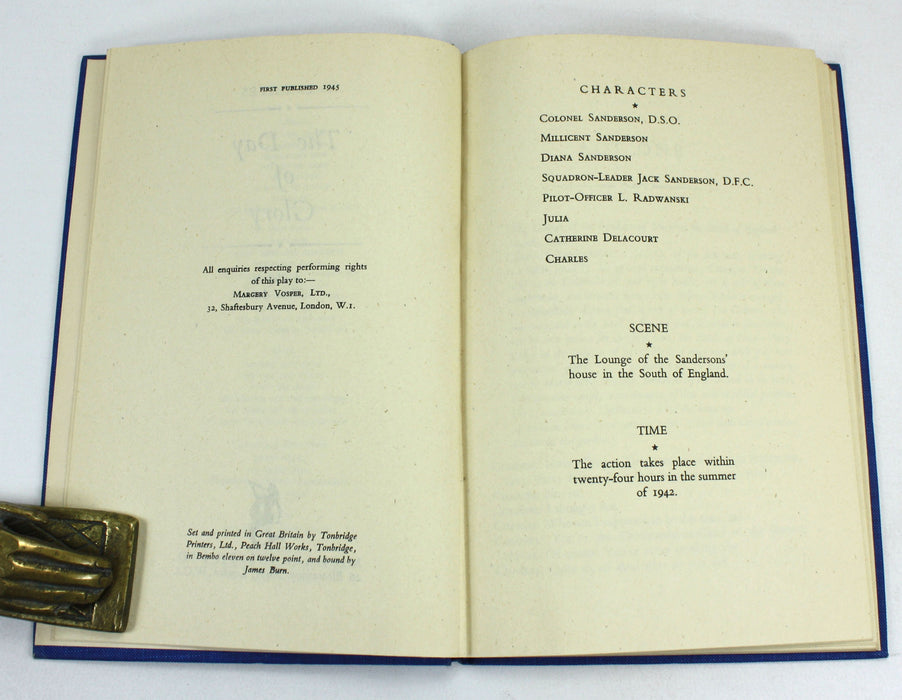 FIRST PUBLISHED 1945
The Day
of
Glory
All enquiries respecting performing rights
of this play to:—
MARGERY VOSPER, LTD.,
32, Shaftesbury Avenue, London, W.1.
Set and printed in Great Britain by Tonbridge
Printers, Ltd., Peach Hall Works, Tonbridge,
in Bembo eleven on twelve point, and bound by
James Burn.
CHARACTERS
COLONEL SANDERSON, D.S.O.
MILLICENT SANDERSON
DIANA SANDERSON
SQUADRON-LEADER JACK SANDERSON, D.F.C.
PILOT-OFFICER L. RADWANSKI
JULIA
CATHERINE DELACOURT
CHARLES
SCENE
The Lounge of the Sandersons'
house in the South of England.
TIME
The action takes place within
twenty-four hours in the summer
of 1942.